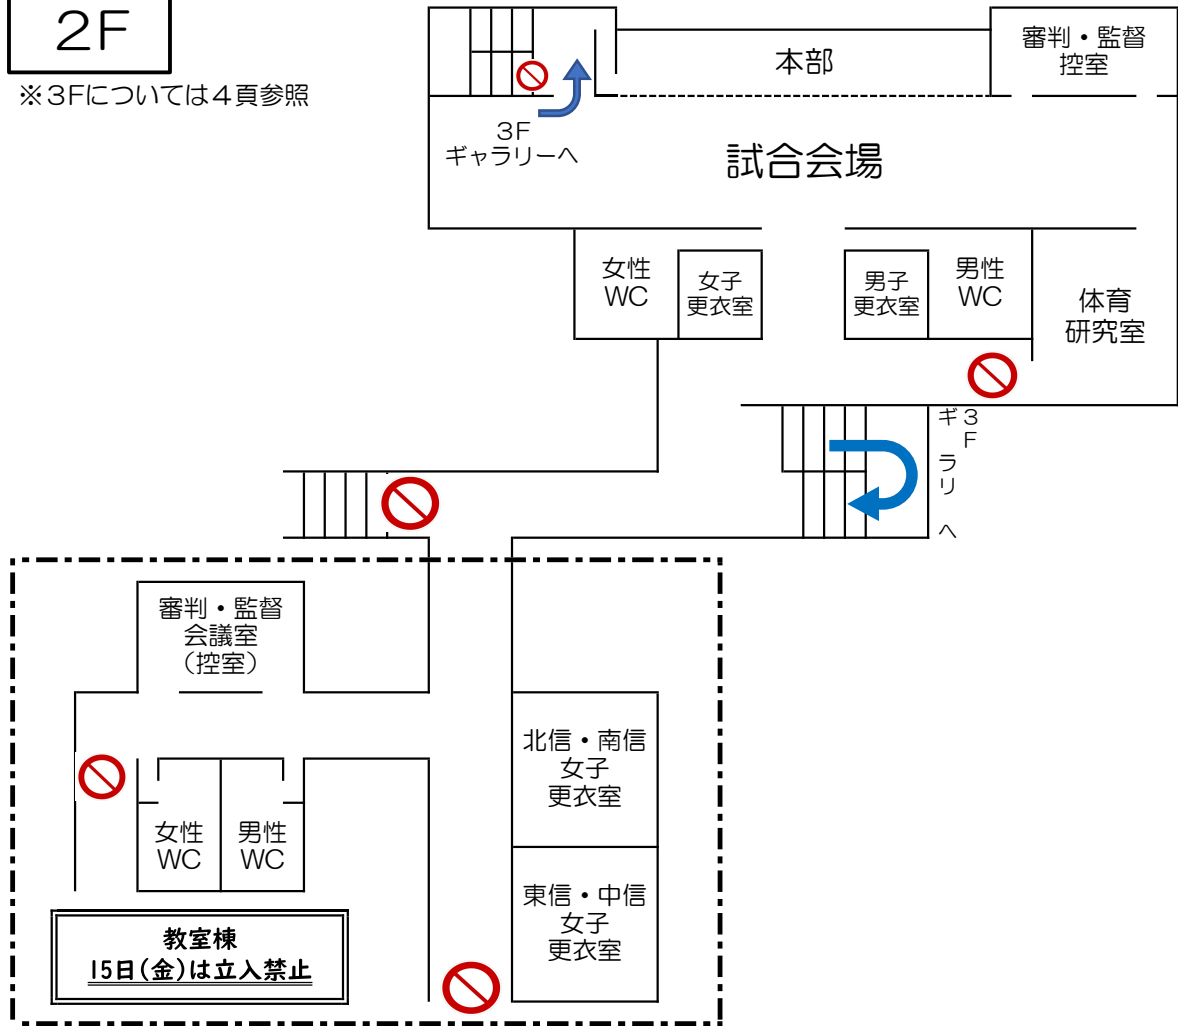 2F
※3Fについては4頁参照
本部
審判・監督
控室
3F
ギャラリーへ
試合会場
女性
WC
女子
更衣室
男子
更衣室
男性
WC
体育
研究室
3F
ギ ラリ へ
審判・監督
会議室
(控室)
北信・南信
女子
更衣室
女性
WC
男性
WC
東信・中信
女子
更衣室
教室棟
15日(金)は立入禁止